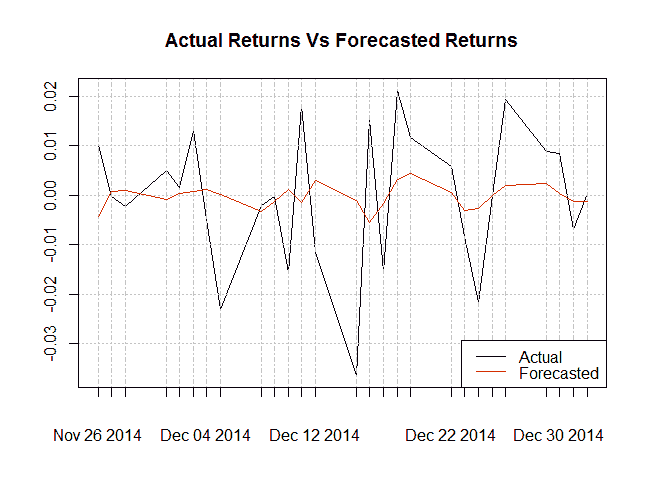 Actual Returns Vs Forecasted Returns
0.02
0.01
0.00
-0.01
-0.02
-0.03
Actual
Forecasted
Nov 26 2014 Dec 04 2014 Dec 12 2014 Dec 22 2014 Dec 30 2014